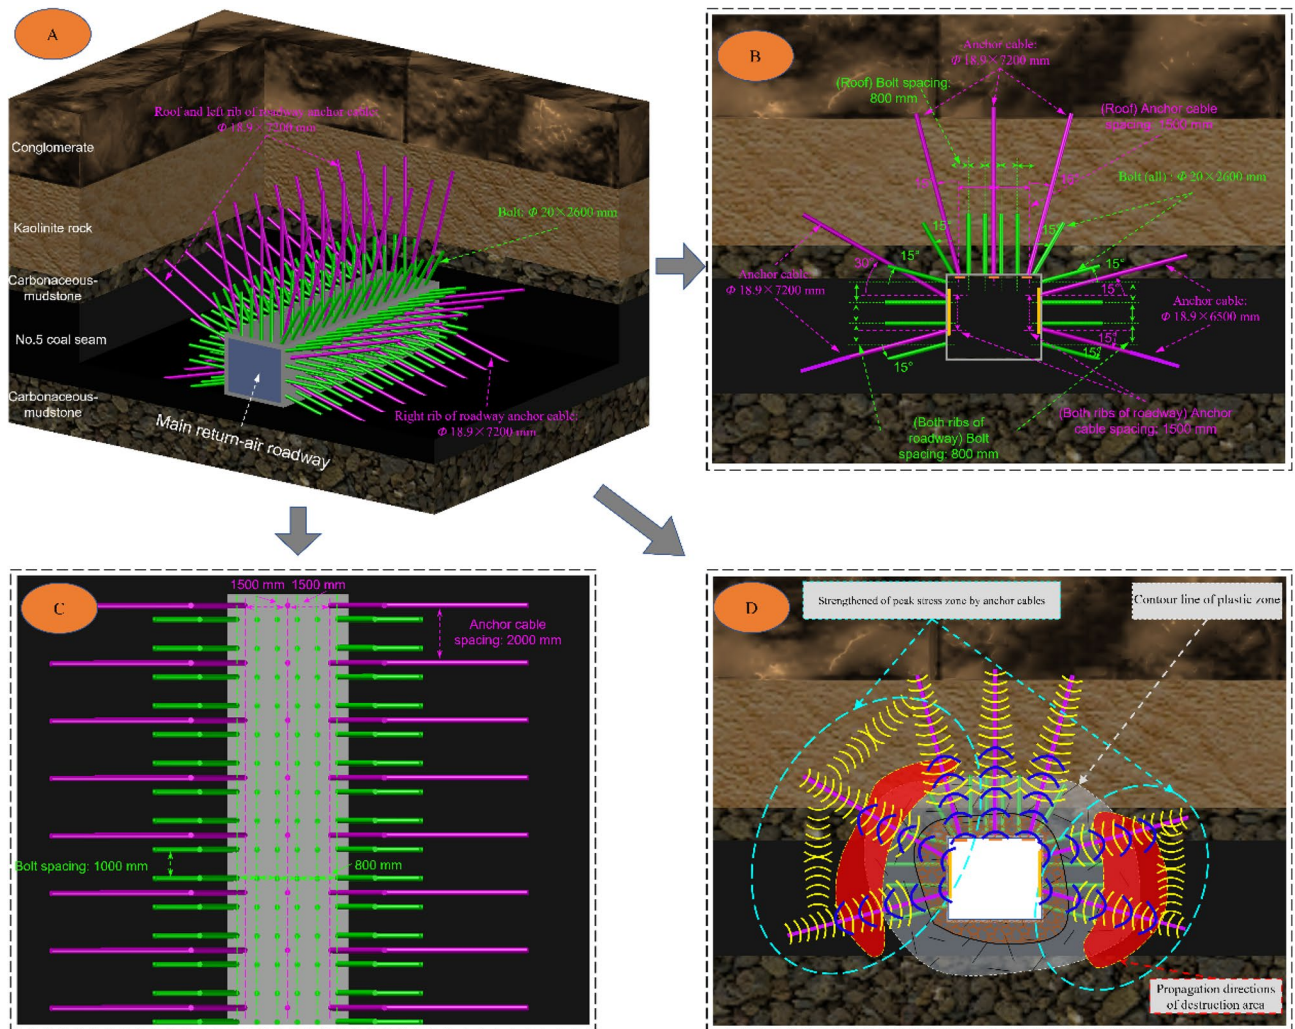 A
Roof and left rib of roadway anchor cable:
Φ 18.9×7200 mm
Conglomerate
Kaolinite rock
Bolt: Φ 20×2600 mm
Carbonaceous-
mudstone
No.5 coal seam
Carbonaceous-
mudstone
Main return-air roadway
Right rib of roadway anchor cable:
Φ 18.9×7200 mm
B
Anchor cable:
Φ 18.9×7200 mm
(Roof) Bolt spacing:
800 mm
(Roof) Anchor cable
spacing: 1500 mm
Bolt (all) : Φ 20×2600 mm
15°
15°
15°
15°
15°
30°
15°
Anchor cable:
Φ 18.9×7200 mm
15°
Anchor cable:
Φ 18.9×6500 mm
15°
15°
15°
(Both ribs of
roadway) Bolt
spacing: 800 mm
(Both ribs of roadway) Anchor
cable spacing: 1500 mm
C
1500 mm 1500 mm
Anchor cable
spacing: 2000 mm
Bolt spacing: 1000 mm
800 mm
D
Strengthened of peak stress zone by anchor cables
Contour line of plastic zone
Propagation directions
of destruction area